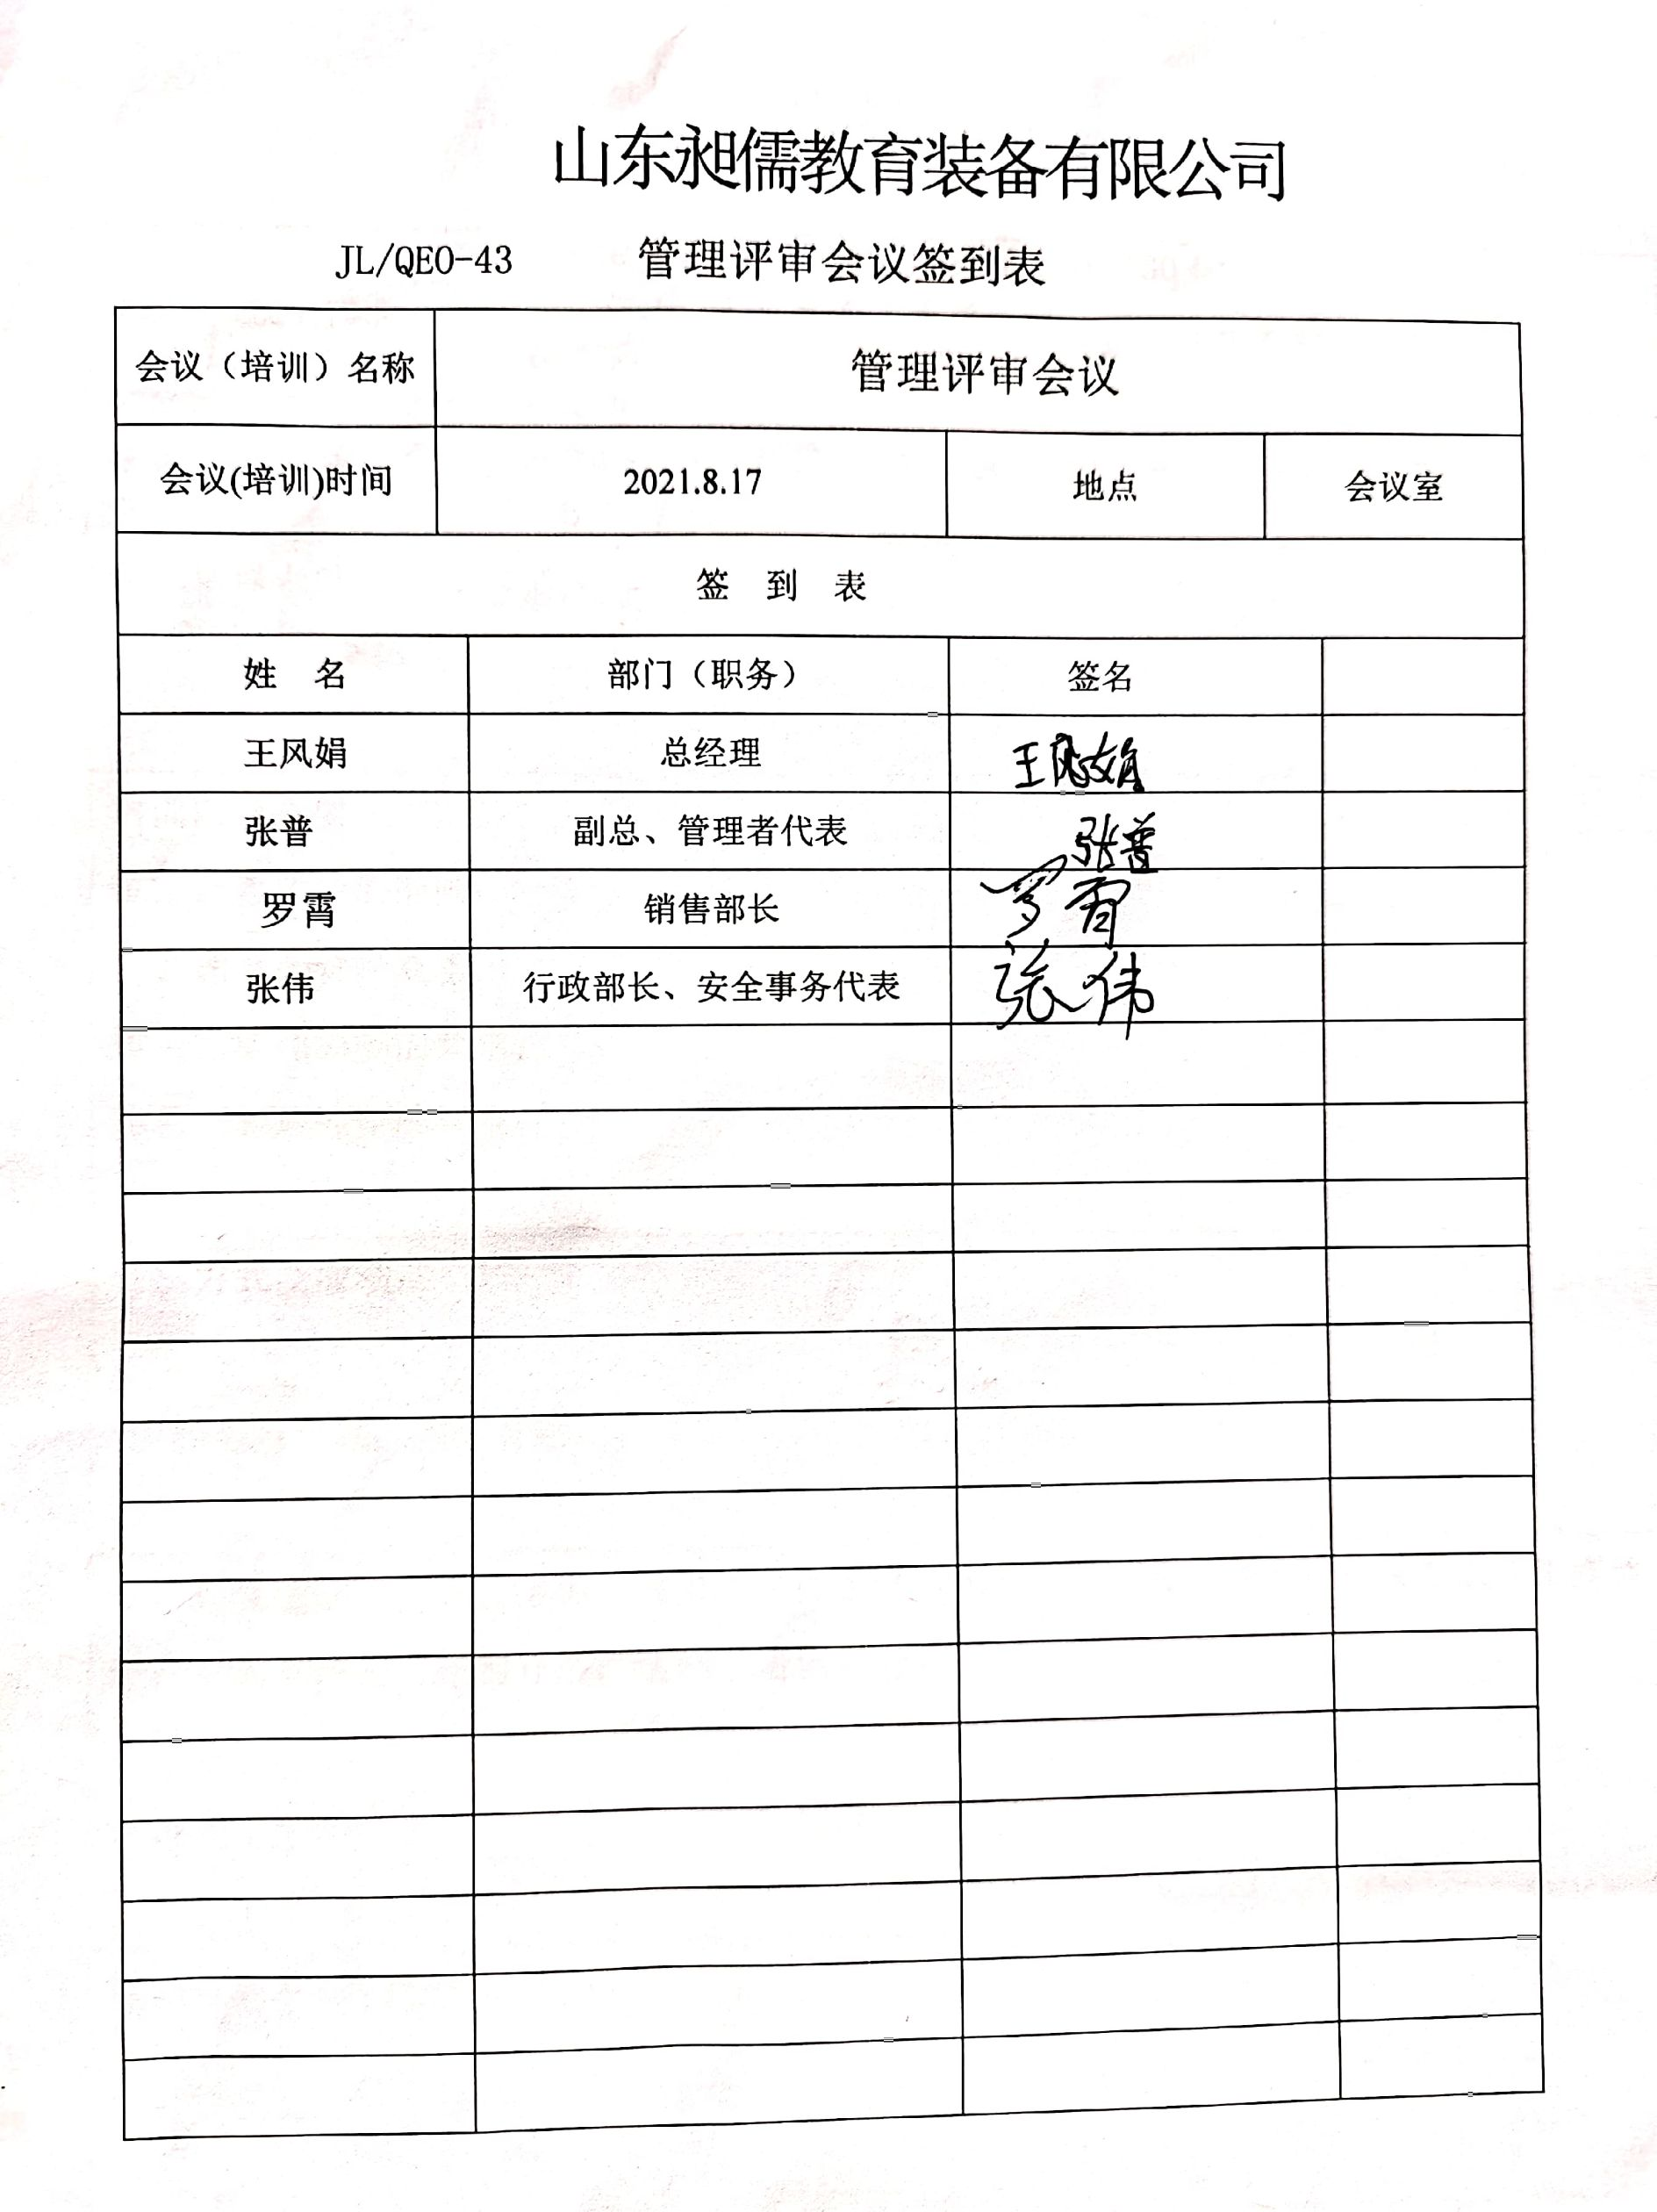 山东昶儒教育装备有限公司
JL/QEO-43 管理评审会议签到表
会议（培训）名称 管理评审会议
会议(培训)时间 2021.8.17 地点 会议室
签 到 表
姓 名 部门（职务） 签名
王风娟 总经理 王风娟
张普 副总、管理者代表 张普
罗霄 销售部长 罗霄
张伟 行政部长、安全事务代表 张伟